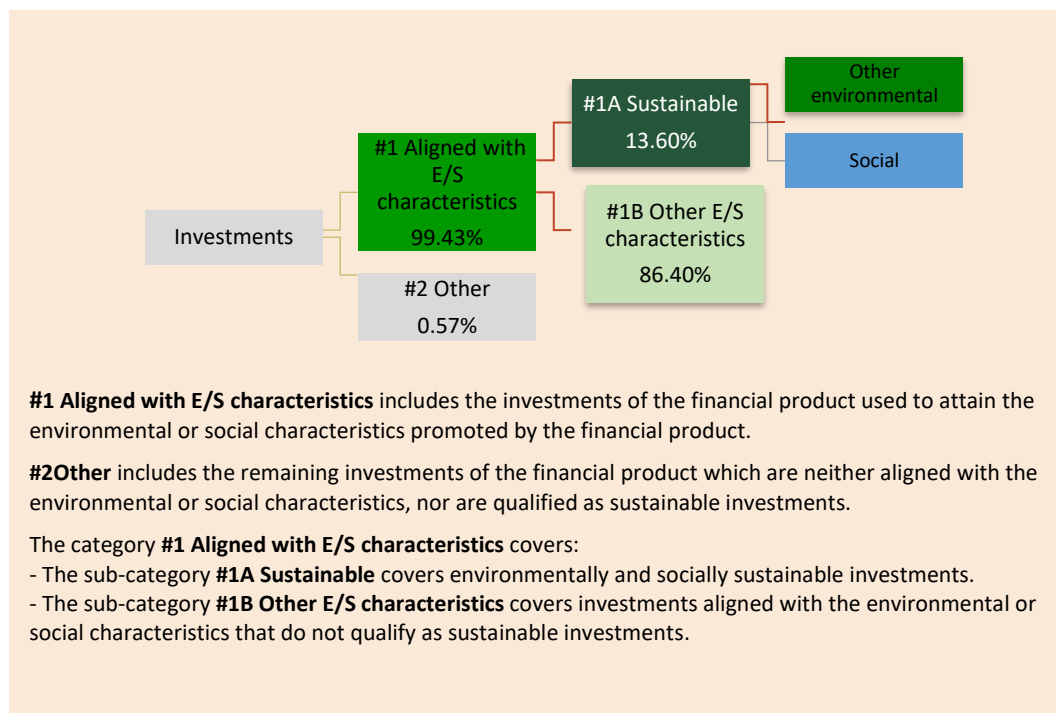 Investments
#1 Aligned with
E/S
characteristics
99.43%
#2 Other
0.57%
#1A Sustainable
13.60%
#1B Other E/S
characteristics
86.40%
Other
environmental
Social
#1 Aligned with E/S characteristics includes the investments of the financial product used to attain the
environmental or social characteristics promoted by the financial product.
#2Other includes the remaining investments of the financial product which are neither aligned with the
environmental or social characteristics, nor are qualified as sustainable investments.
The category #1 Aligned with E/S characteristics covers:
- The sub-category #1A Sustainable covers environmentally and socially sustainable investments.
- The sub-category #1B Other E/S characteristics covers investments aligned with the environmental or
social characteristics that do not qualify as sustainable investments.